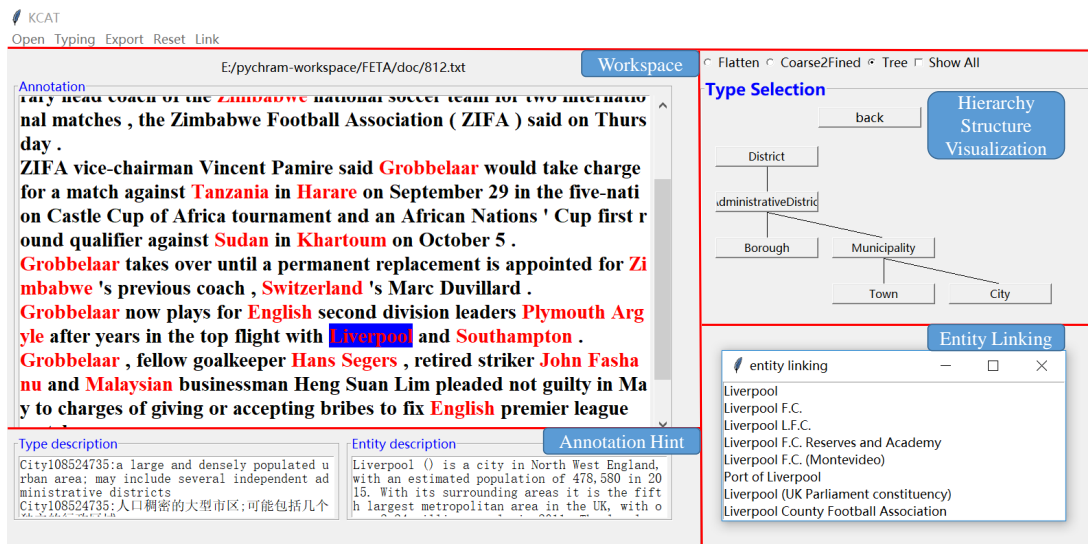 KCAT
Open Typing Export Reset Link
E:/pychram-workspace/FETA/doc/812.txt
Workspace
Annotation
rary head coach of the Zimbabwe national soccer team for two internatio
nal matches , the Zimbabwe Football Association ( ZIFA ) said on Thurs
day .
ZIFA vice-chairman Vincent Pamire said Grobbelaar would take charge
for a match against Tanzania in Harare on September 29 in the five-nati
on Castle Cup of Africa tournament and an African Nations ' Cup first r
ound qualifier against Sudan in Khartoum on October 5 .
Grobbelaar takes over until a permanent replacement is appointed for Zi
mbabwe 's previous coach , Switzerland 's Marc Duvillard .
Grobbelaar now plays for English second division leaders Plymouth Arg
yle after years in the top flight with Liverpool and Southampton .
Grobbelaar , fellow goalkeeper Hans Segers , retired striker John Fasha
nu and Malaysian businessman Heng Suan Lim pleaded not guilty in Ma
y to charges of giving or accepting bribes to fix English premier league
Flatten Coarse2Fined Tree Show All
Type Selection
Hierarchy
Structure
Visualization
back
District
dministrativeDistric
Borough Municipality
Town City
Entity Linking
entity linking
Liverpool
Liverpool F.C.
Liverpool L.F.C.
Liverpool F.C. Reserves and Academy
Liverpool F.C. (Montevideo)
Port of Liverpool
Liverpool (UK Parliament constituency)
Liverpool County Football Association
Annotation Hint
Type description
City108524735:a large and densely populated u
rban area; may include several independent ad
ministrative districts
City108524735:人口稠密的大型市区;可能包括几个
Entity description
Liverpool () is a city in North West England,
with an estimated population of 478,580 in 20
15. With its surrounding areas it is the fift
h largest metropolitan area in the UK, with o